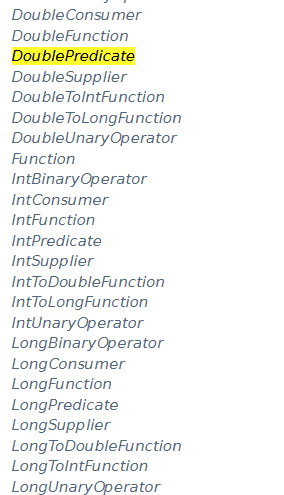 DoubleConsumer
DoubleFunction
DoublePredicate
DoubleSupplier
DoubleToIntFunction
DoubleToLongFunction
DoubleUnaryOperator
Function
IntBinaryOperator
IntConsumer
IntFunction
IntPredicate
IntSupplier
IntToDoubleFunction
IntToLongFunction
IntUnaryOperator
LongBinaryOperator
LongConsumer
LongFunction
LongPredicate
LongSupplier
LongToDoubleFunction
LongToIntFunction
LongUnaryOperator